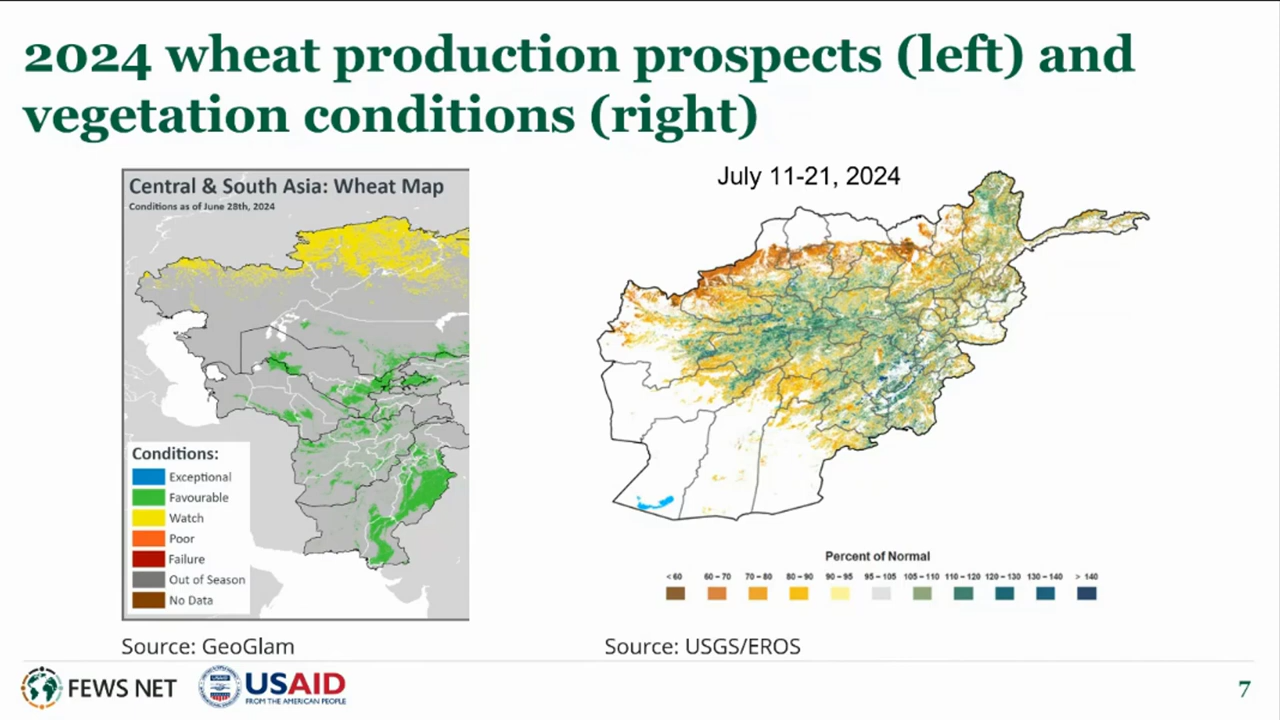 2024 wheat production prospects (left) and
vegetation conditions (right)
Central & South Asia: Wheat Map
Conditions as of June 28th, 2024
Conditions:
Exceptional
Favourable
Watch
Poor
Failure
Out of Season
No Data
Source: GeoGlam
July 11-21, 2024
Percent of Normal
< 60 60 – 70 70 – 80 80 – 90 90 – 95 95 – 105 105 – 110 110 – 120 120 – 130 130 – 140 > 140
Source: USGS/EROS
FEWS NET
USAID
FROM THE AMERICAN PEOPLE
7